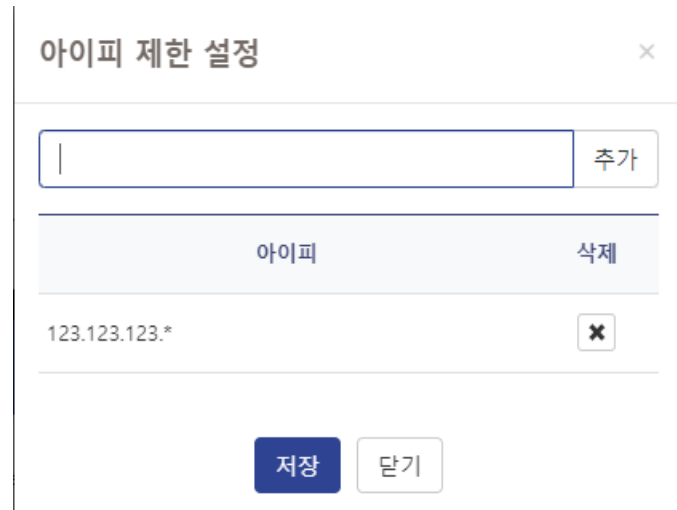 아이피 제한 설정 ×
추가
아이피 삭제
123.123.123.* ✖
저장 닫기